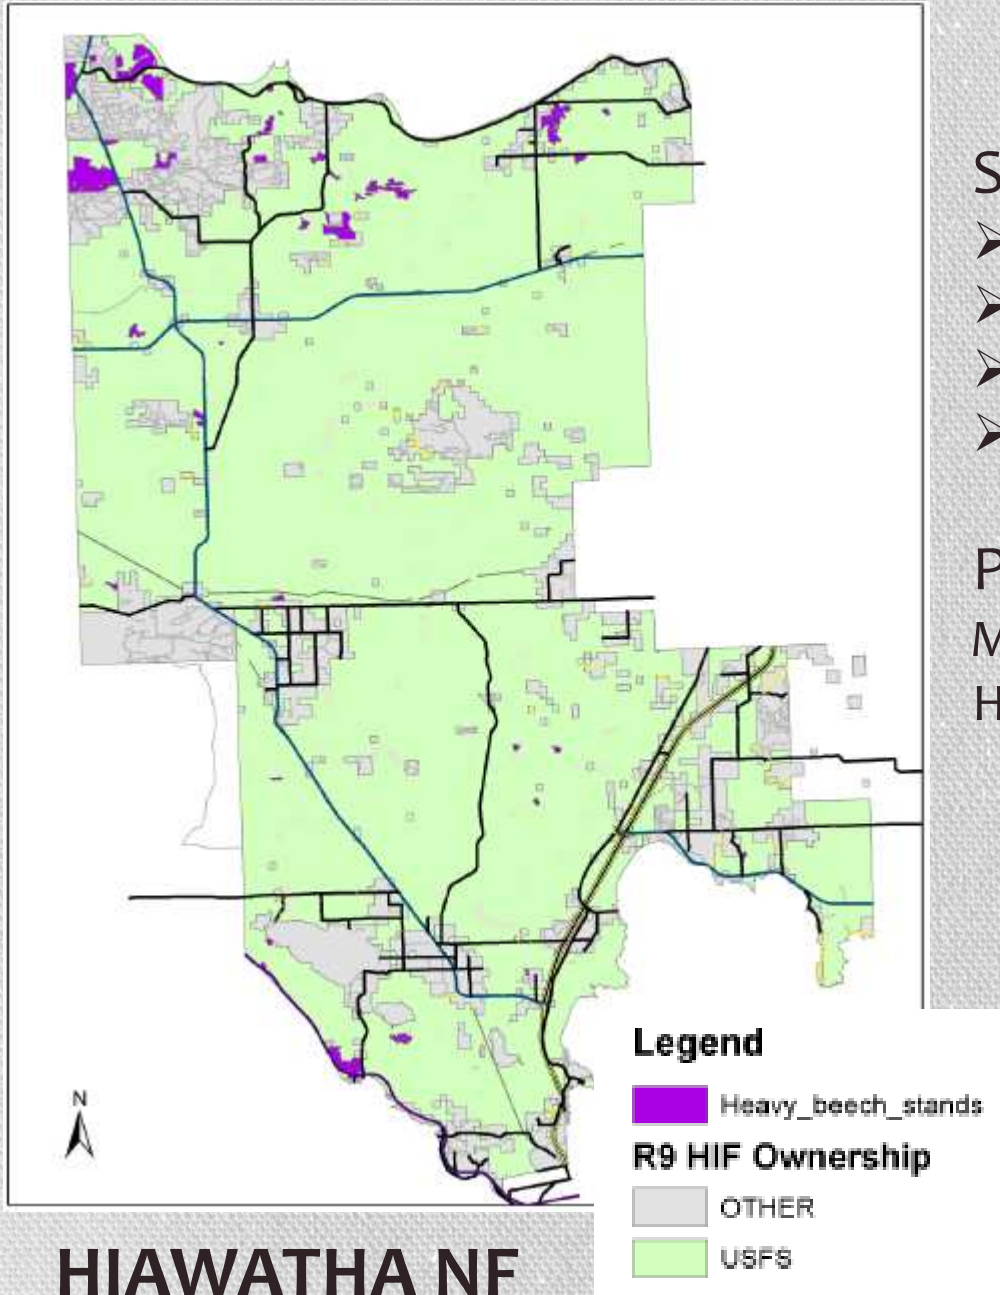 N
S
➢
➢
➢
➢
P
M
H
Legend
Heavy_beech_stands
R9 HIF Ownership
OTHER
USFS
HIAWATHA NF